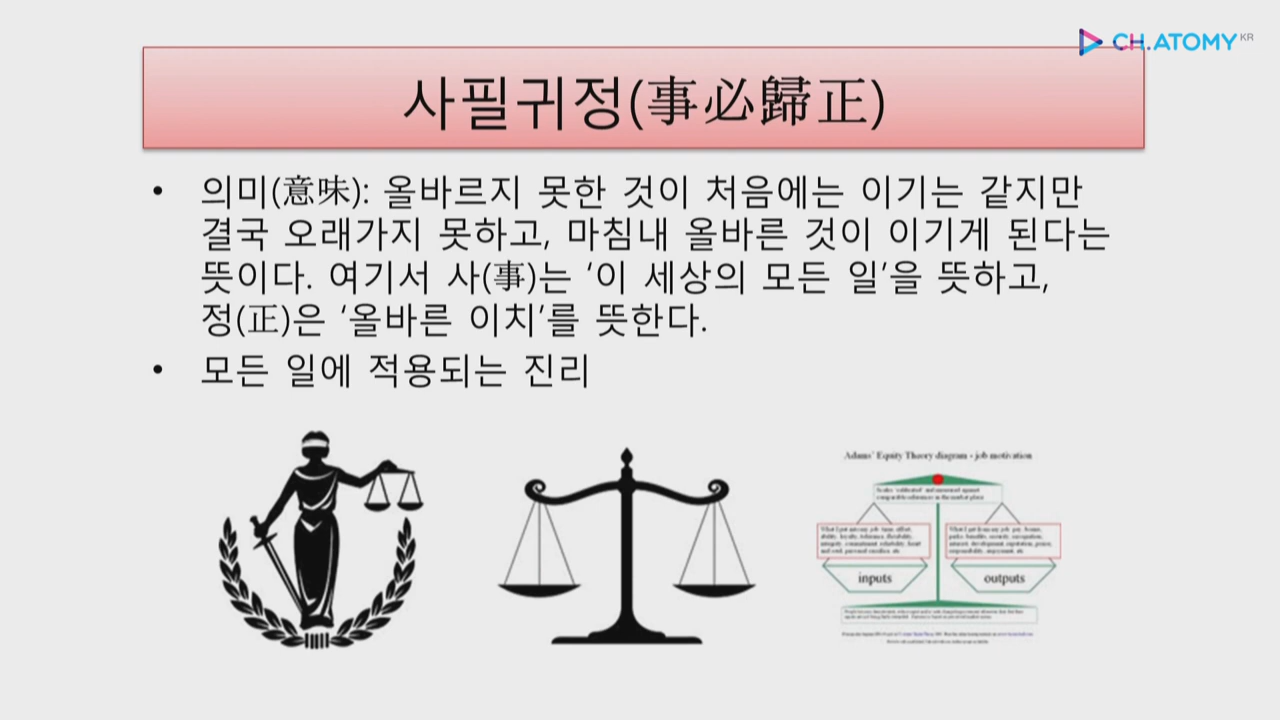 CH.ATOMY KR
사필귀정(事必歸正)
• 의미(意味): 올바르지 못한 것이 처음에는 이기는 같지만
결국 오래가지 못하고, 마침내 올바른 것이 이기게 된다는
뜻이다. 여기서 사(事)는 ‘이 세상의 모든 일’을 뜻하고,
정(正)은 ‘올바른 이치’를 뜻한다.
• 모든 일에 적용되는 진리
Adams' Equity Theory diagram - job motivation
inputs
outputs